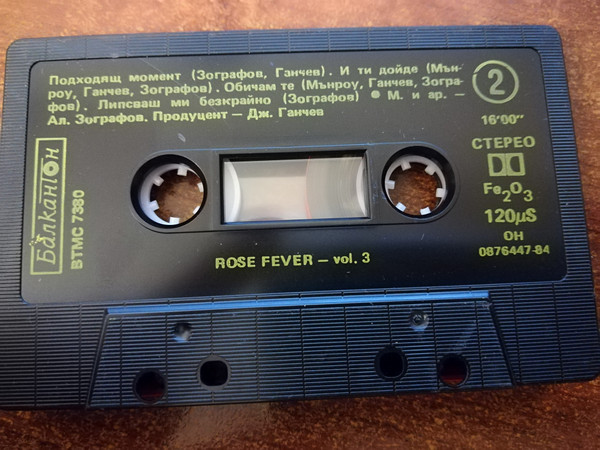 Подходящ момент (Зографов, Ганчев). И ти дойде (Мън-
роу, Ганчев, Зографов). Обичам те (Мънроу, Ганчев, Зогра-
фов). Липсваш ми безкрайно (Зографов) ● М. и ар. —
Ал. Зографов. Продуцент — Дж. Ганчев
2
16'00''
СТЕРЕО
Fe2O3
120μS
ОН
0876447-84
Балкантон
ВТМС 7380
ROSE FEVER — vol. 3